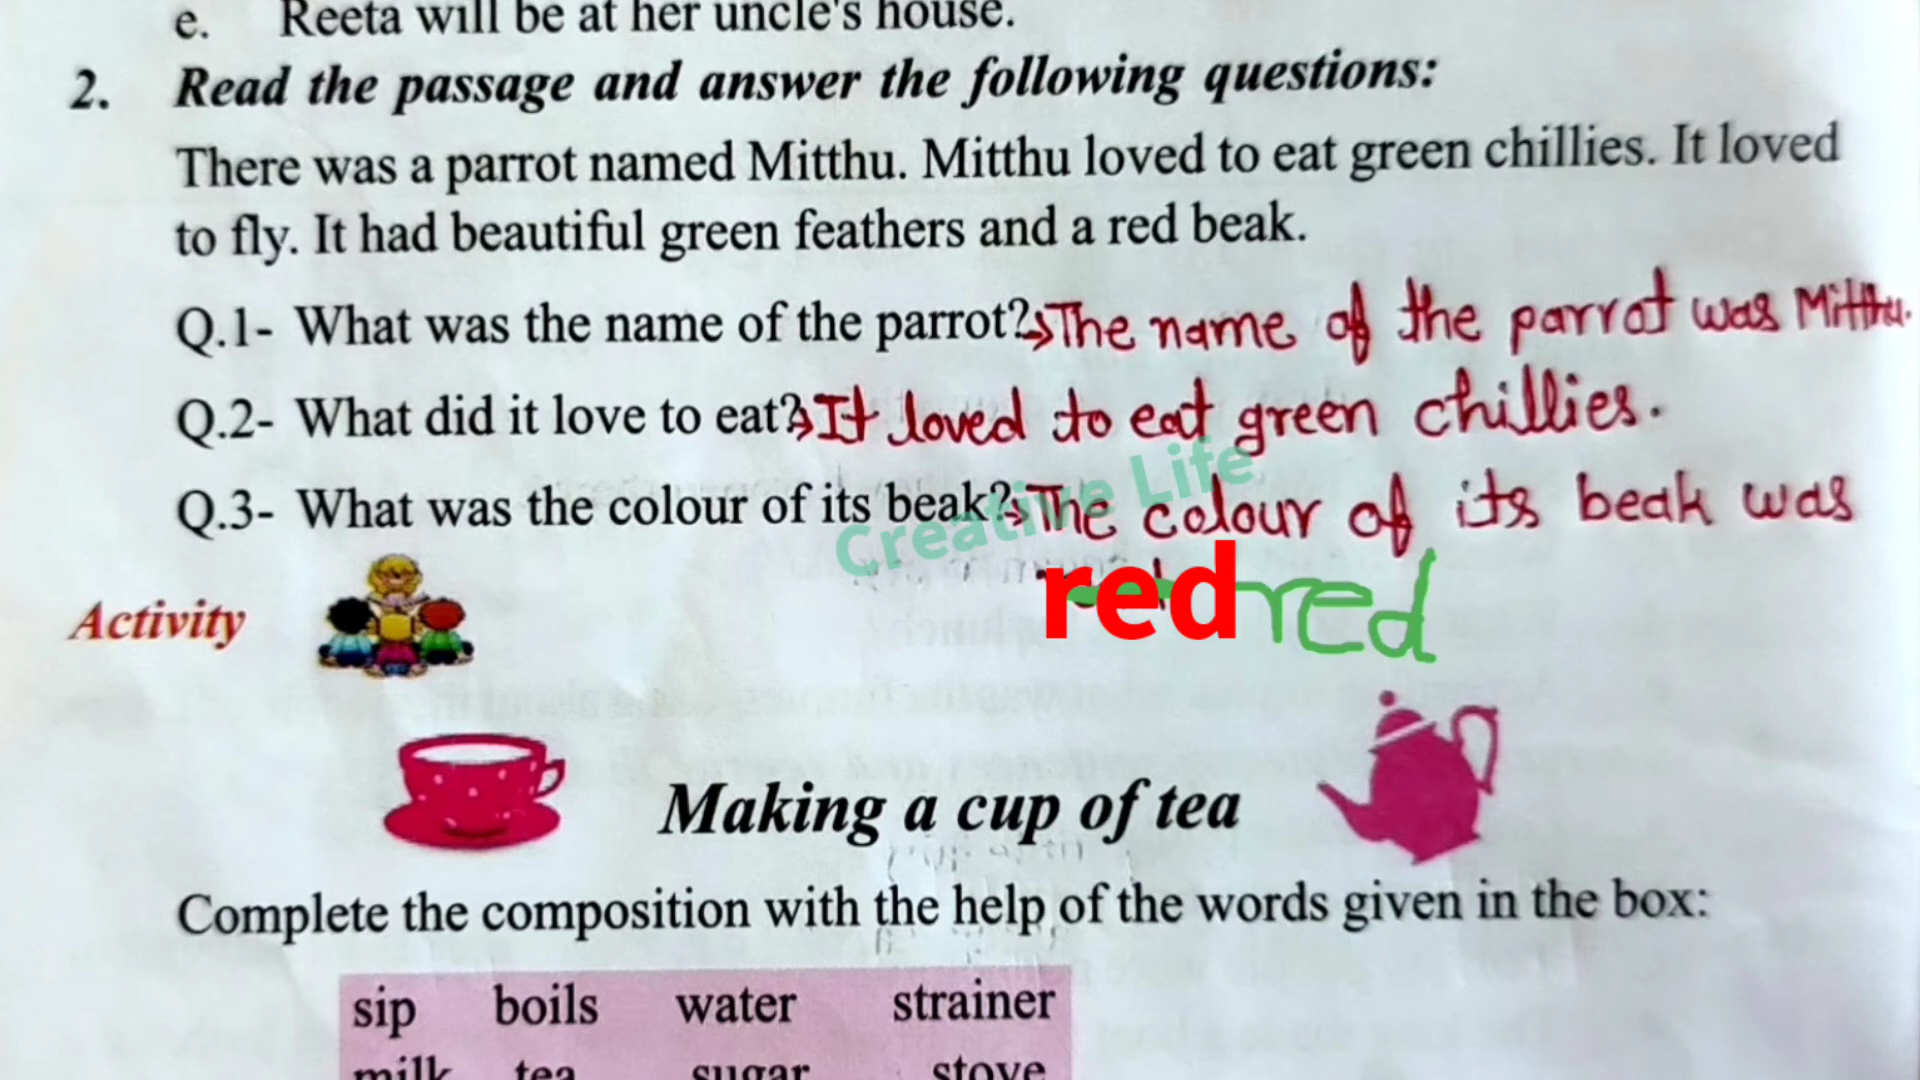 e. Reeta will be at her uncle's house.
2. Read the passage and answer the following questions:
There was a parrot named Mitthu. Mitthu loved to eat green chillies. It loved
to fly. It had beautiful green feathers and a red beak.
Q.1- What was the name of the parrot? The name of the parrot was Mitthu.
Q.2- What did it love to eat? It loved to eat green chillies.
Q.3- What was the colour of its beak? The colour of its beak was
Creative Life
red red
Activity
Making a cup of tea
Complete the composition with the help of the words given in the box:
sip boils water strainer
milk tea sugar stove